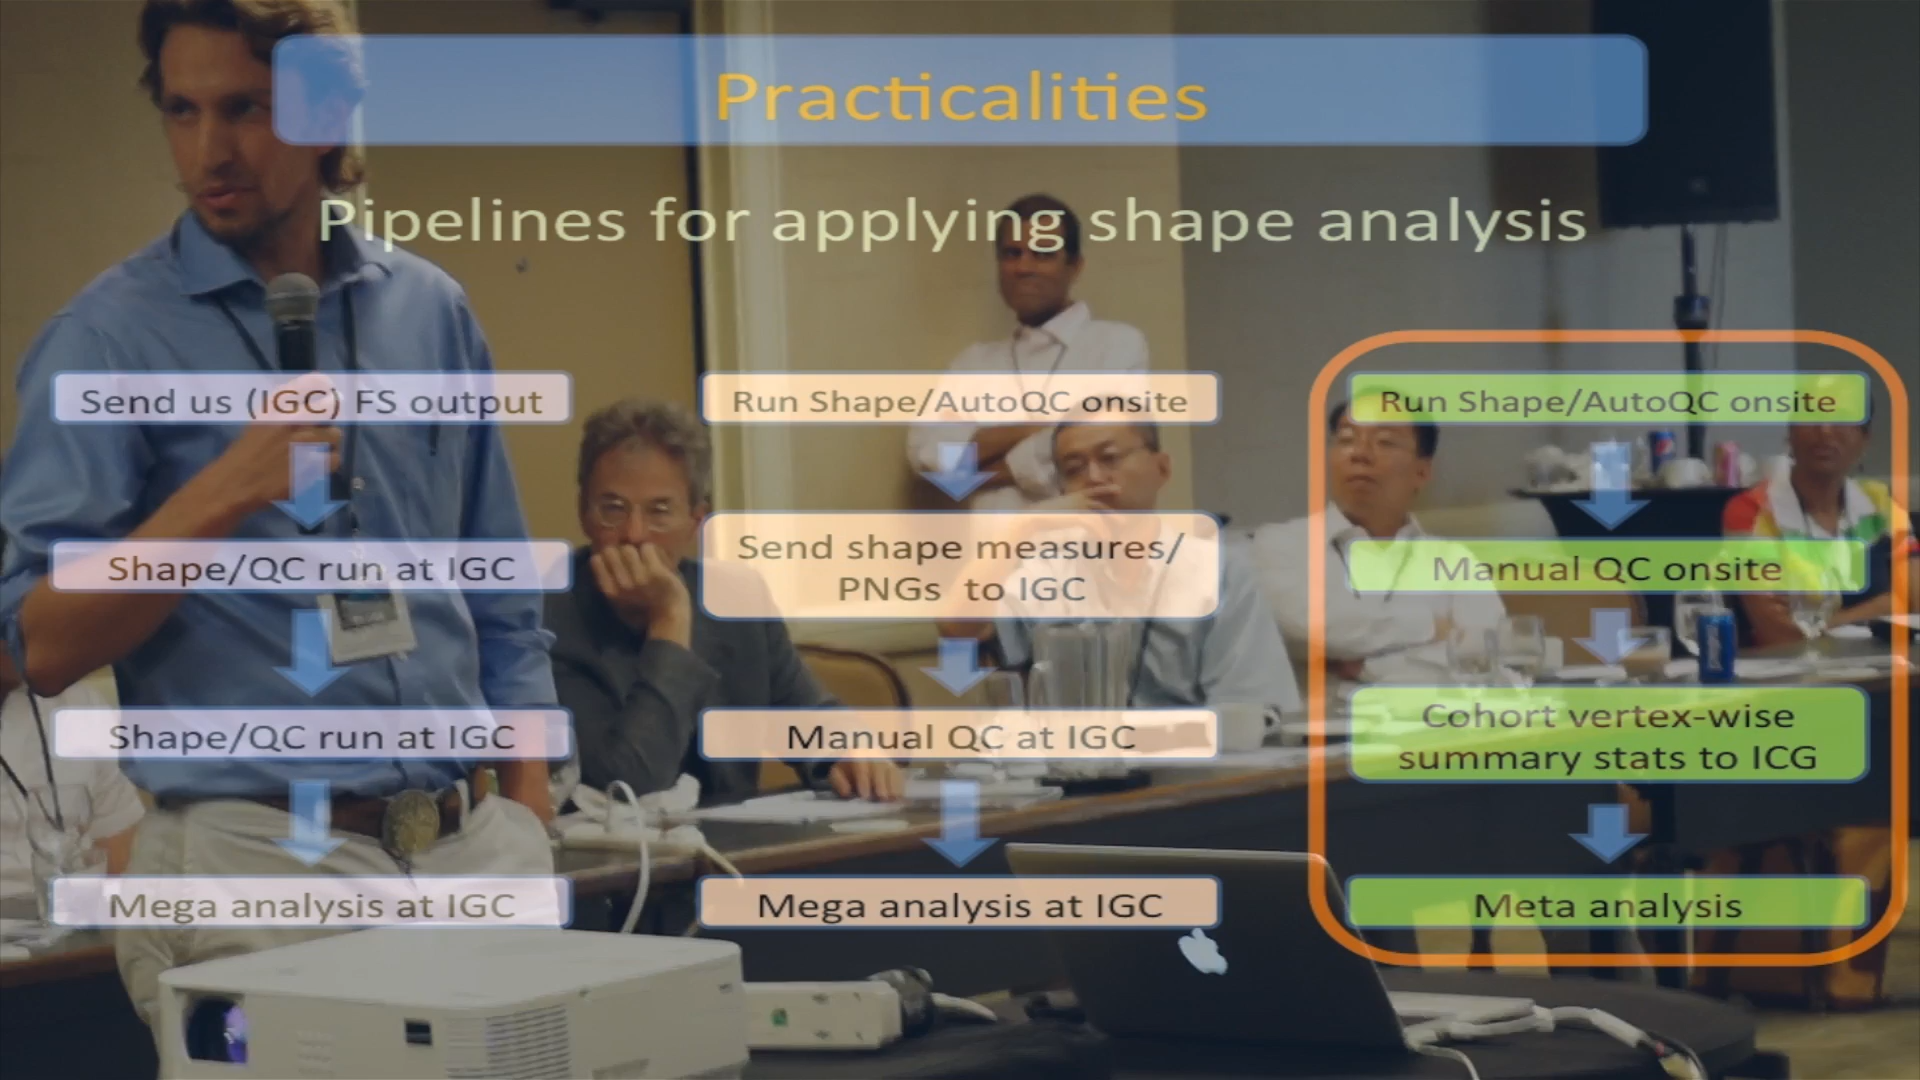 Practicalities
Pipelines for applying shape analysis
Send us (IGC) FS output
Shape/QC run at IGC
Shape/QC run at IGC
Mega analysis at IGC
Run Shape/AutoQC onsite
Send shape measures/
PNGs to IGC
Manual QC at IGC
Mega analysis at IGC
Run Shape/AutoQC onsite
Manual QC onsite
Cohort vertex-wise
summary stats to ICG
Meta analysis